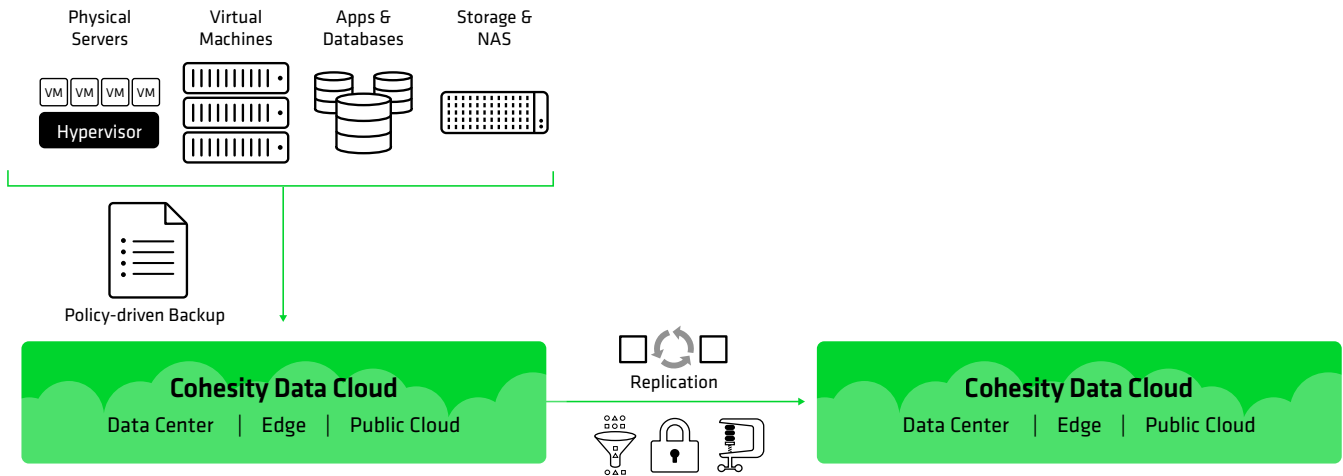 Physical
Servers
Virtual
Machines
Apps &
Databases
Storage &
NAS
VM VM VM VM
Hypervisor
Policy-driven Backup
Cohesity Data Cloud
Data Center | Edge | Public Cloud
Replication
Cohesity Data Cloud
Data Center | Edge | Public Cloud